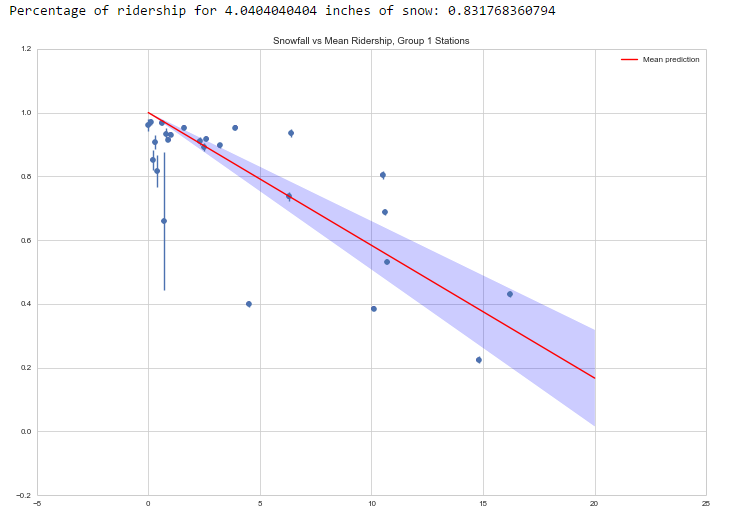 Percentage of ridership for 4.0404040404 inches of snow: 0.831768360794
Snowfall vs Mean Ridership, Group 1 Stations
Mean prediction
1.2
1.0
0.8
0.6
0.4
0.2
0.0
−0.2
−5 0 5 10 15 20 25